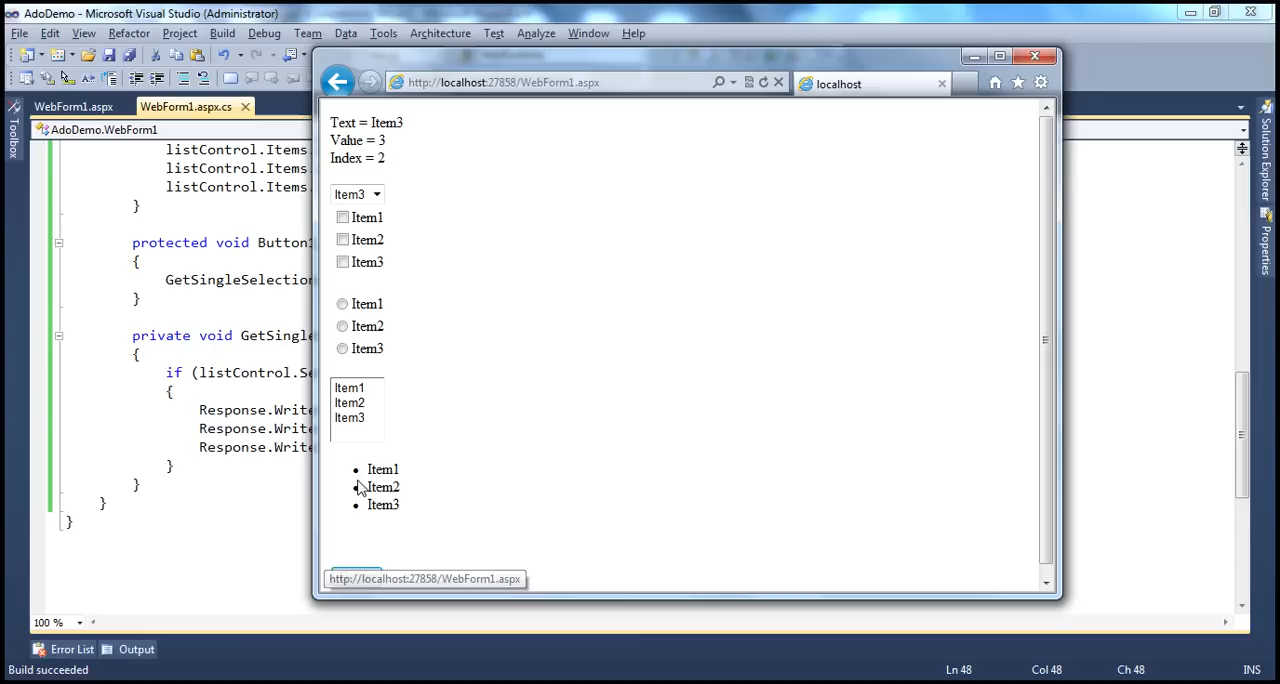 AdoDemo - Microsoft Visual Studio (Administrator)
File Edit View Refactor Project Build Debug Team Data Tools Architecture Test Analyze Window Help
WebForm1.aspx WebForm1.aspx.cs
AdoDemo.WebForm1
Toolbox
Solution Explorer
Properties
listControl.Items.
listControl.Items.
listControl.Items.
}
protected void Button1
{
GetSingleSelection
}
private void GetSingle
{
if (listControl.Se
{
Response.Write
Response.Write
Response.Write
}
}
}
}
http://localhost:27858/WebForm1.aspx
localhost
Text = Item3
Value = 3
Index = 2
Item3
Item1
Item2
Item3
Item1
Item2
Item3
Item1
Item2
Item3
Item1
Item2
Item3
http://localhost:27858/WebForm1.aspx
100 %
Error List Output
Build succeeded Ln 48 Col 48 Ch 48 INS